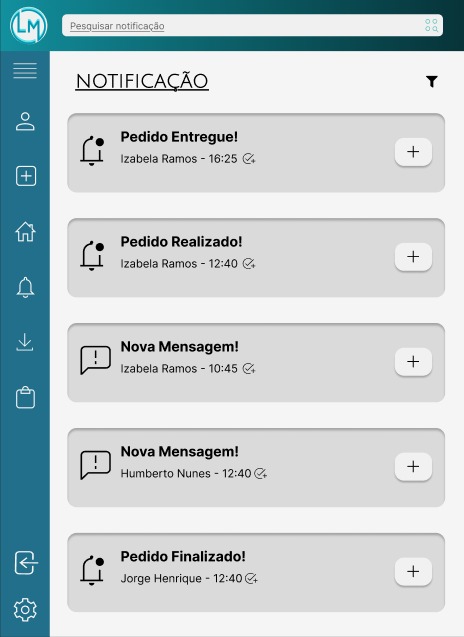 LM
Pesquisar notificação
NOTIFICAÇÃO
Pedido Entregue!
Izabela Ramos - 16:25
Pedido Realizado!
Izabela Ramos - 12:40
Nova Mensagem!
Izabela Ramos - 10:45
Nova Mensagem!
Humberto Nunes - 12:40
Pedido Finalizado!
Jorge Henrique - 12:40